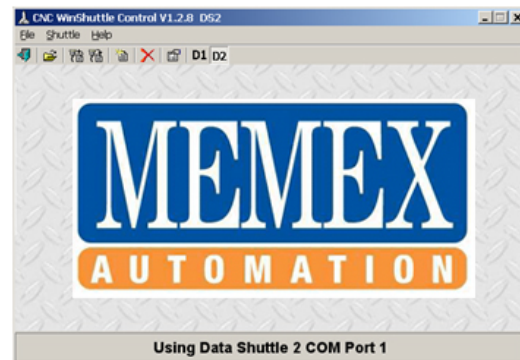 CNC WinShuttle Control V1.2.8 DS2
File Shuttle Help
D1 D2
MEMEX
AUTOMATION
Using Data Shuttle 2 COM Port 1